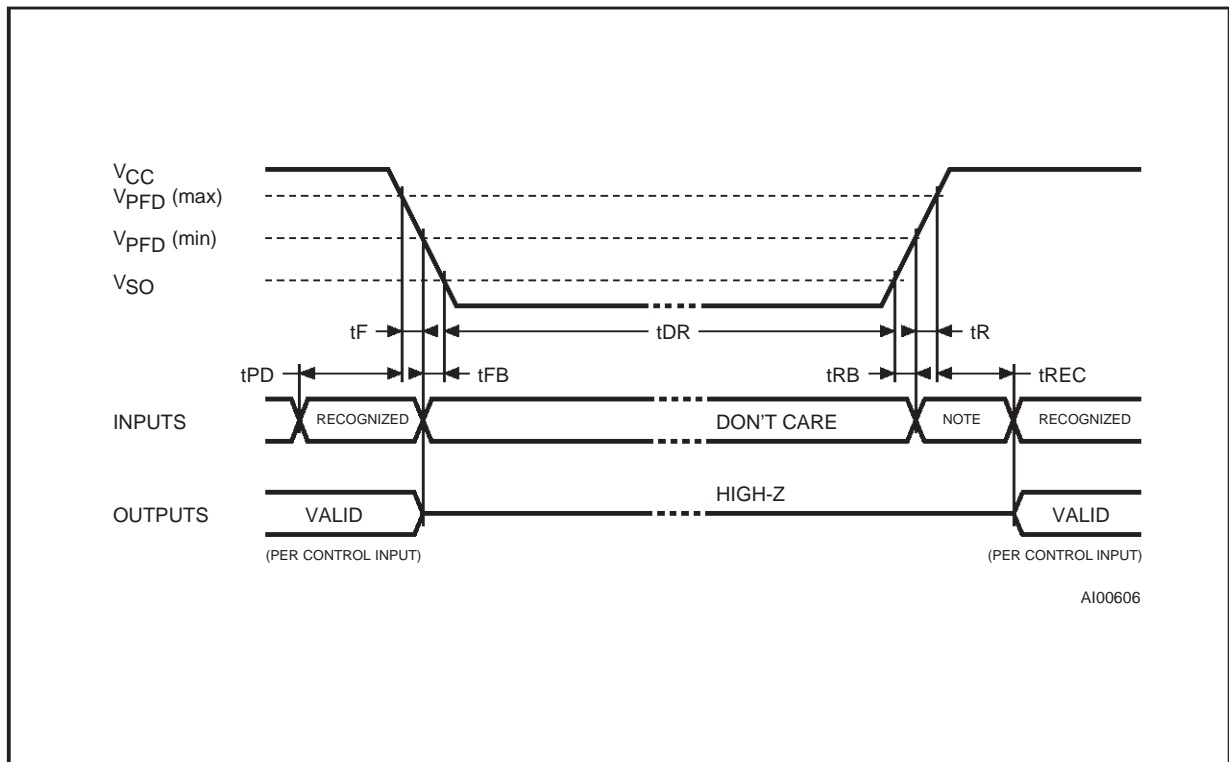 VCC
VPFD (max)
VPFD (min)
VSO
tF tDR tR
tPD tFB tRB tREC
INPUTS RECOGNIZED DON'T CARE NOTE RECOGNIZED
HIGH-Z
OUTPUTS VALID VALID
(PER CONTROL INPUT) (PER CONTROL INPUT)
AI00606